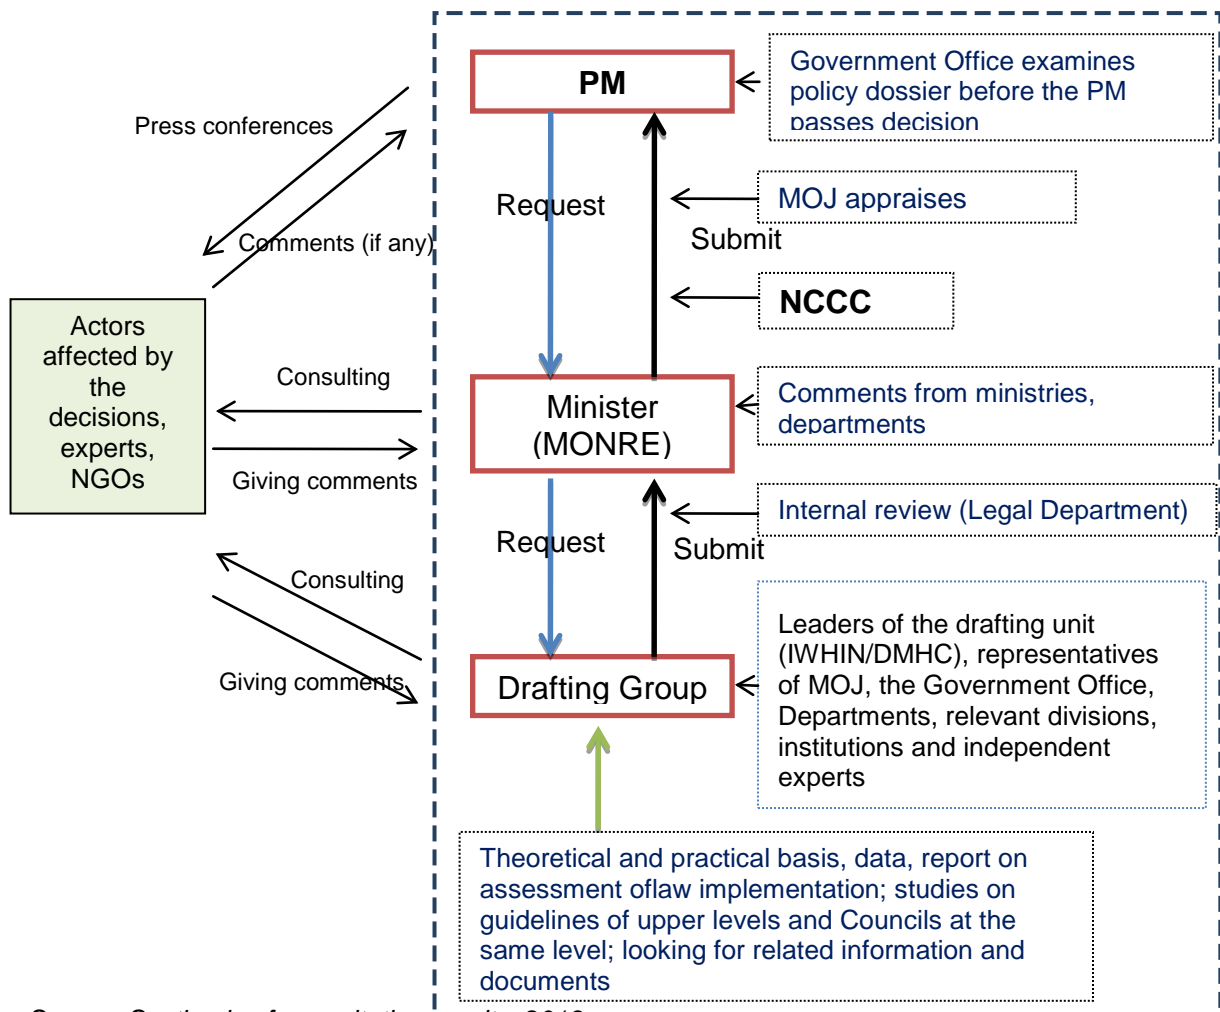 PM
Government Office examines
policy dossier before the PM
passes decision
Press conferences
Comments (if any)
Request
Submit
MOJ appraises
NCCC
Actors
affected by
the
decisions,
experts,
NGOs
Consulting
Giving comments
Minister
(MONRE)
Comments from ministries,
departments
Internal review (Legal Department)
Request
Submit
Consulting
Giving comments
Drafting Group
Leaders of the drafting unit
(IWHIN/DMHC), representatives
of MOJ, the Government Office,
Departments, relevant divisions,
institutions and independent
experts
Theoretical and practical basis, data, report on
assessment oflaw implementation; studies on
guidelines of upper levels and Councils at the
same level; looking for related information and
documents